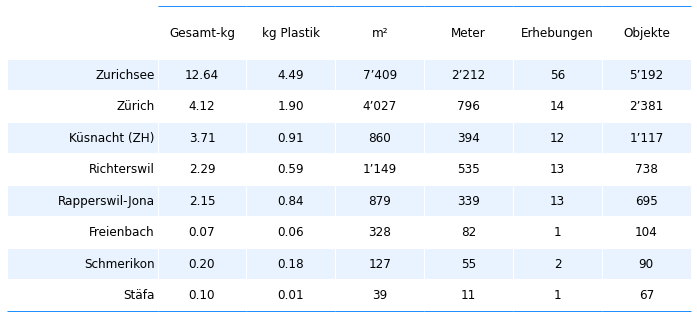 Gesamt-kg kg Plastik m² Meter Erhebungen Objekte
Zurichsee 12.64 4.49 7’409 2’212 56 5’192
Zürich 4.12 1.90 4’027 796 14 2’381
Küsnacht (ZH) 3.71 0.91 860 394 12 1’117
Richterswil 2.29 0.59 1’149 535 13 738
Rapperswil-Jona 2.15 0.84 879 339 13 695
Freienbach 0.07 0.06 328 82 1 104
Schmerikon 0.20 0.18 127 55 2 90
Stäfa 0.10 0.01 39 11 1 67